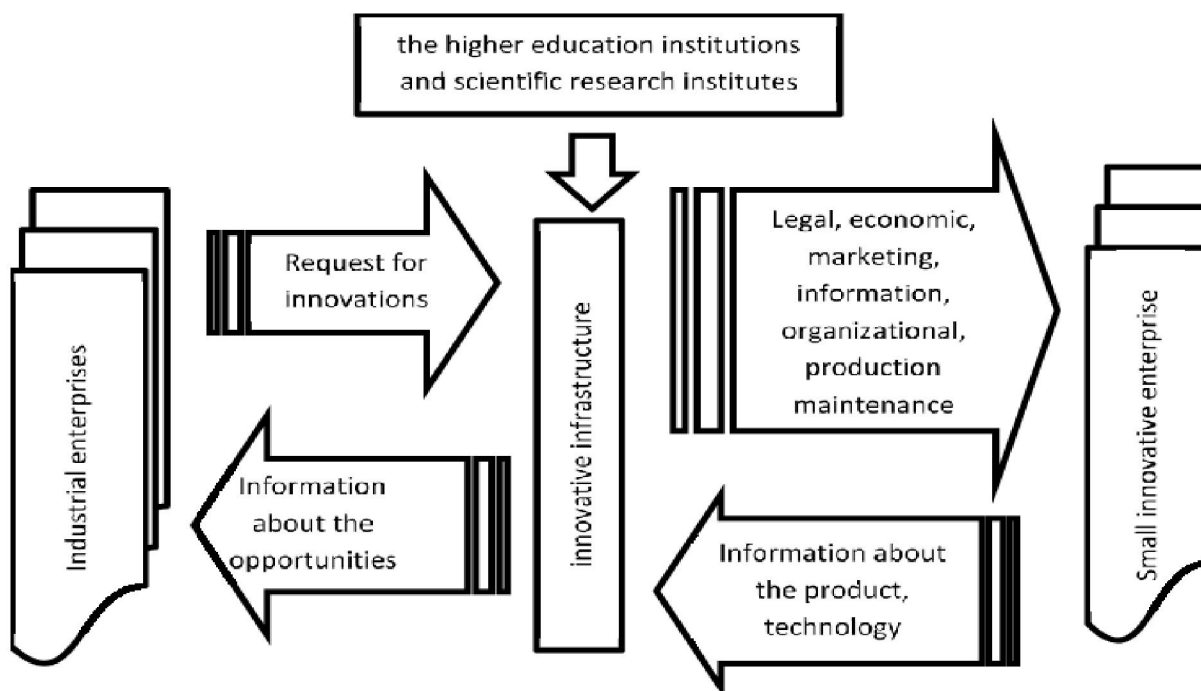 the higher education institutions
and scientific research institutes
Request for
innovations
Legal, economic,
marketing,
information,
organizational,
production
maintenance
Industrial enterprises
innovative infrastructure
Small innovative enterprise
Information
about the
opportunities
Information about
the product,
technology